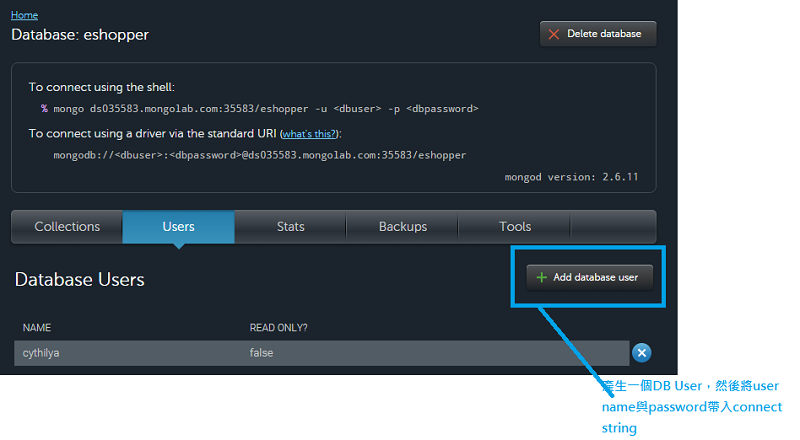 Home
Database: eshopper
Delete database
To connect using the shell:
% mongo ds035583.mongolab.com:35583/eshopper -u <dbuser> -p <dbpassword>
To connect using a driver via the standard URI (what's this?):
mongodb://<dbuser>:<dbpassword>@ds035583.mongolab.com:35583/eshopper
mongod version: 2.6.11
Collections Users Stats Backups Tools
Database Users
Add database user
NAME READ ONLY?
cythilya false
產生一個DB User，然後將user
name與password帶入connect
string